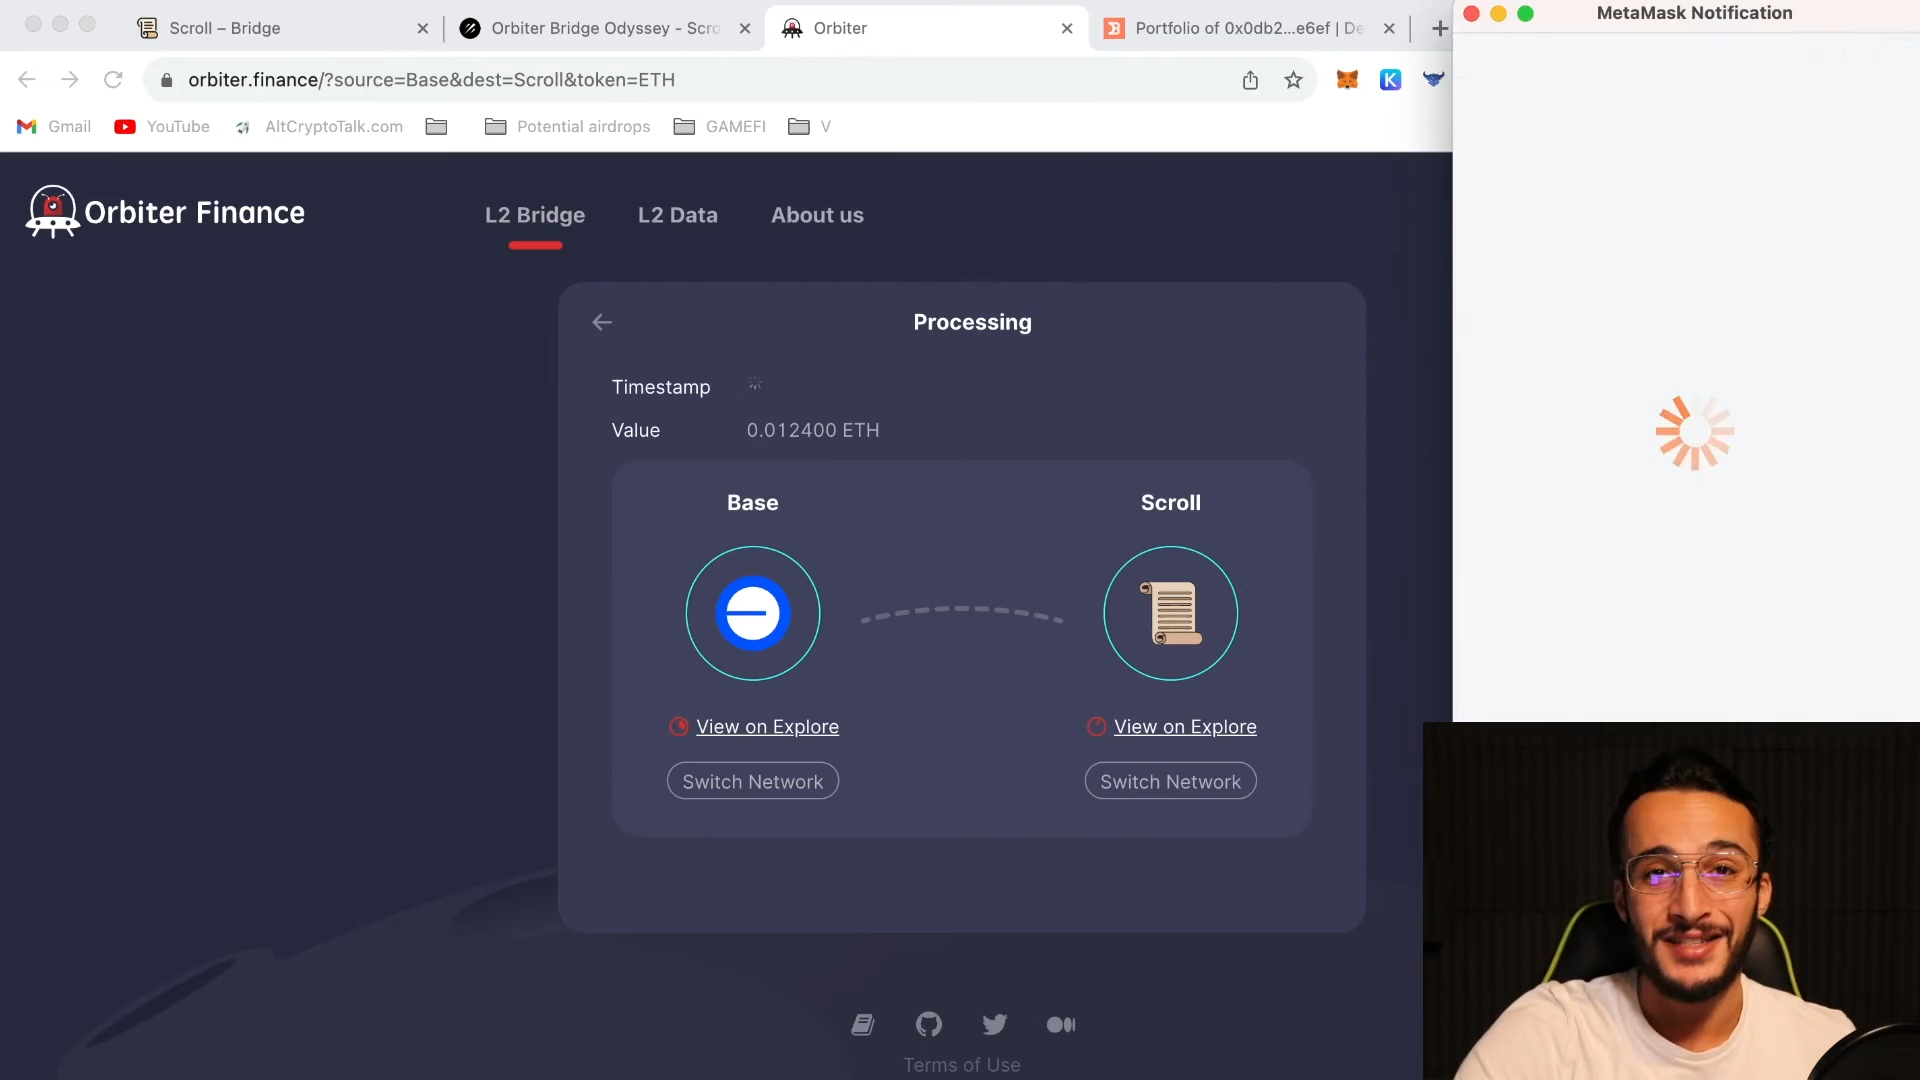 Scroll – Bridge
Orbiter Bridge Odyssey - Scro
Orbiter
Portfolio of 0x0db2...e6ef | De
MetaMask Notification
orbiter.finance/?source=Base&dest=Scroll&token=ETH
Gmail
YouTube
AltCryptoTalk.com
Potential airdrops
GAMEFI
V
Orbiter Finance
L2 Bridge
L2 Data
About us
Processing
Timestamp
Value 0.012400 ETH
Base
Scroll
View on Explore
View on Explore
Switch Network
Switch Network
Terms of Use